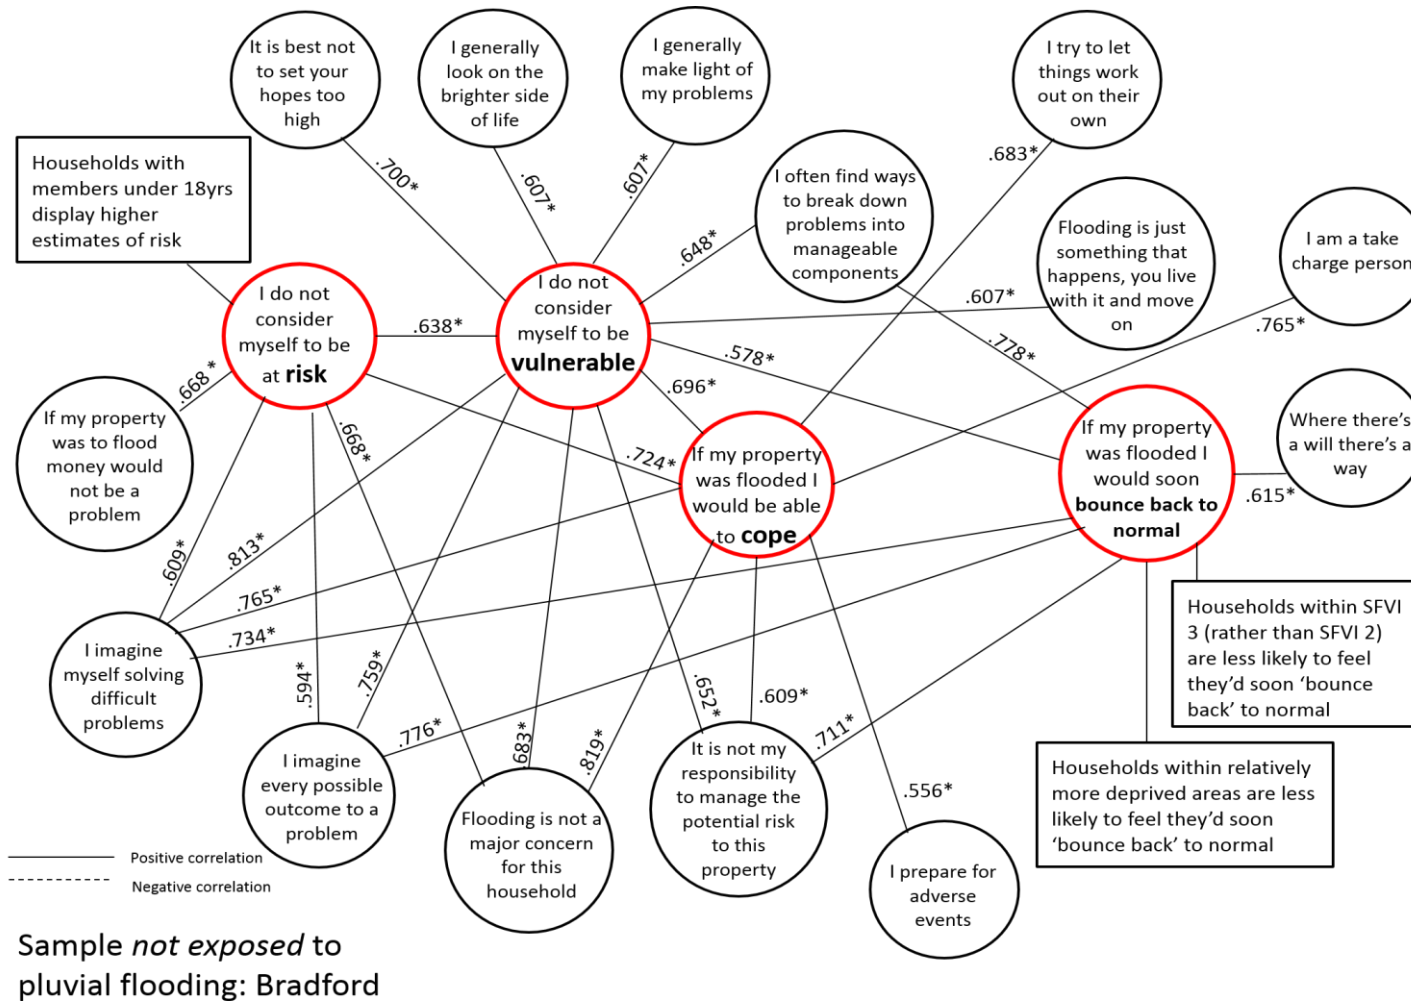 It is best not
to set your
hopes too
high
I generally
look on the
brighter side
of life
I generally
make light of
my problems
I try to let
things work
out on their
own
Households with
members under 18yrs
display higher
estimates of risk
.700*
.607*
.607*
.683*
I often find ways
to break down
problems into
manageable
components
Flooding is just
something that
happens, you live
with it and move
on
I am a take
charge person
.648*
.607*
.765*
I do not
consider
myself to be
at risk
.638*
I do not
consider
myself to be
vulnerable
.578*
.778*
.668*
.696*
If my property
was to flood
money would
not be a
problem
.668*
.724*
If my property
was flooded I
would be able
to cope
If my property
was flooded I
would soon
bounce back to
normal
Where there's
a will there's a
way
.615*
.609*
.813*
.765*
.734*
I imagine
myself solving
difficult
problems
.594*
.759*
.776*
.683*
.819*
.652*
.609*
.711*
.556*
Households within SFVI
3 (rather than SFVI 2)
are less likely to feel
they'd soon ‘bounce
back’ to normal
I imagine
every possible
outcome to a
problem
Flooding is not a
major concern
for this
household
It is not my
responsibility
to manage the
potential risk
to this
property
I prepare for
adverse
events
Households within relatively
more deprived areas are less
likely to feel they'd soon
‘bounce back’ to normal
Positive correlation
Negative correlation
Sample not exposed to
pluvial flooding: Bradford